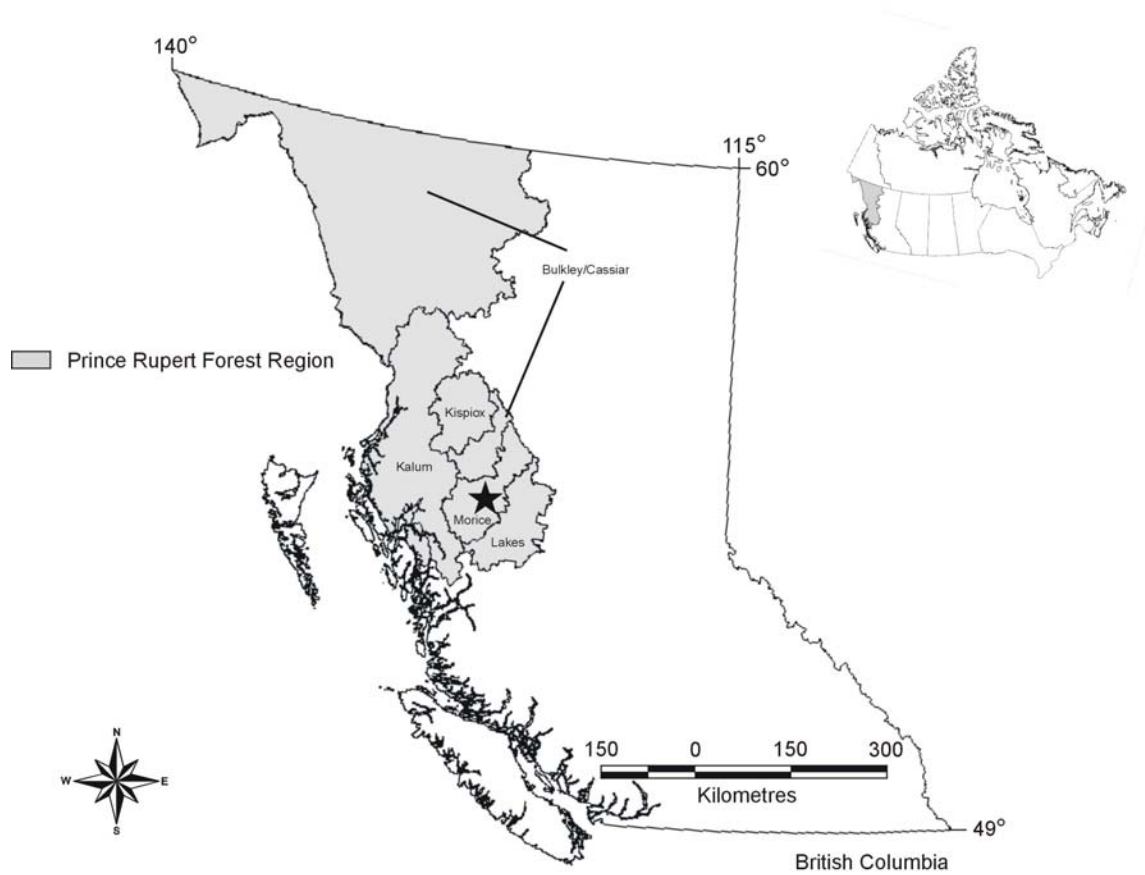 140°
115°
60°
Bulkley/Cassiar
Prince Rupert Forest Region
Kispiox
Kalum
Morice
Lakes
N
W E
S
150 0 150 300
Kilometres
49°
British Columbia